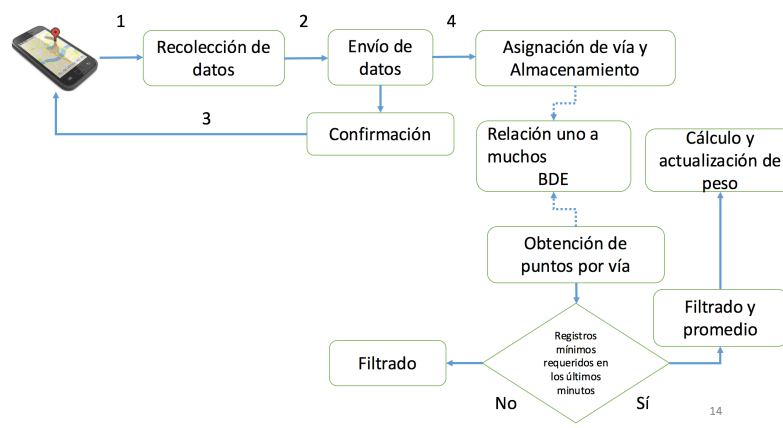 1
2
4
Recolección de
datos
Envío de
datos
Asignación de vía y
Almacenamiento
3
Confirmación
Relación uno a
muchos
BDE
Cálculo y
actualización de
peso
Obtención de
puntos por vía
Filtrado y
promedio
Registros
mínimos
requeridos en
los últimos
minutos
Filtrado
No
Sí
14